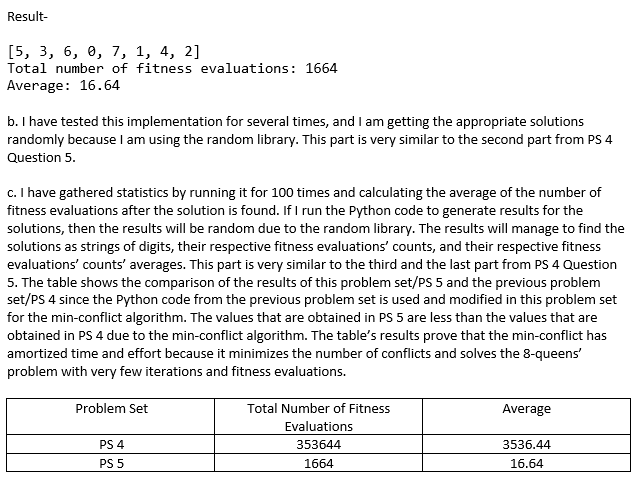 Result-
[5, 3, 6, 0, 7, 1, 4, 2]
Total number of fitness evaluations: 1664
Average: 16.64
b. I have tested this implementation for several times, and I am getting the appropriate solutions
randomly because I am using the random library. This part is very similar to the second part from PS 4
Question 5.
c. I have gathered statistics by running it for 100 times and calculating the average of the number of
fitness evaluations after the solution is found. If I run the Python code to generate results for the
solutions, then the results will be random due to the random library. The results will manage to find the
solutions as strings of digits, their respective fitness evaluations' counts, and their respective fitness
evaluations' counts' averages. This part is very similar to the third and the last part from PS 4 Question
5. The table shows the comparison of the results of this problem set/PS 5 and the previous problem
set/PS 4 since the Python code from the previous problem set is used and modified in this problem set
for the min-conflict algorithm. The values that are obtained in PS 5 are less than the values that are
obtained in PS 4 due to the min-conflict algorithm. The table's results prove that the min-conflict has
amortized time and effort because it minimizes the number of conflicts and solves the 8-queens'
problem with very few iterations and fitness evaluations.
Problem Set Total Number of Fitness Average
Evaluations
PS 4 353644 3536.44
PS 5 1664 16.64